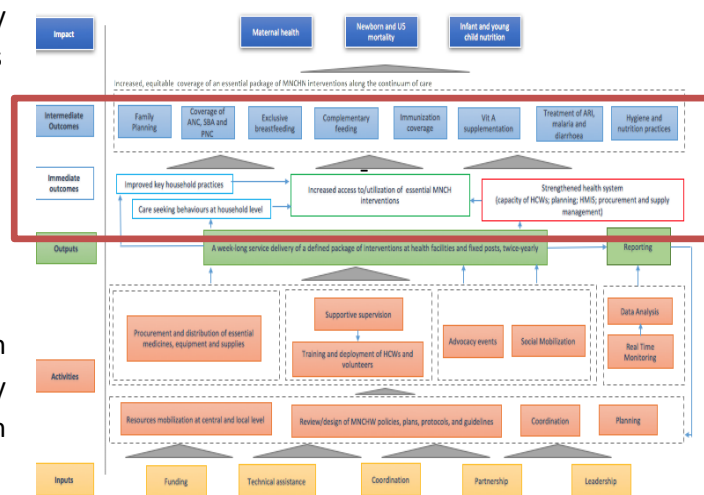 y
s
n
y
n
Impact
Maternal health
Newborn and U5
mortality
Infant and young
child nutrition
Increased, equitable coverage of an essential package of MNCHN interventions along the continuum of care
Intermediate
Outcomes
Family
Planning
Coverage of
ANC, SBA and
PNC
Exclusive
breastfeeding
Complementary
feeding
Immunization
coverage
Vit A
supplementation
Treatment of ARI,
malaria and
diarrhoea
Hygiene and
nutrition practices
Immediate
outcomes
Improved key household practices
Care seeking behaviours at household level
Increased access to/utilization of essential MNCH
interventions
Strengthened health system
(capacity of HCWs; planning; HMIS; procurement and supply
management)
Outputs
A week-long service delivery of a defined package of interventions at health facilities and fixed posts, twice-yearly
Reporting
Activities
Procurement and distribution of essential
medicines, equipment and supplies
Supportive supervision
Training and deployment of HCWs and
volunteers
Advocacy events
Social Mobilization
Data Analysis
Real Time
Monitoring
Resources mobilization at central and local level
Review/design of MNCHW policies, plans, protocols, and guidelines
Coordination
Planning
Inputs
Funding
Technical assistance
Coordination
Partnership
Leadership